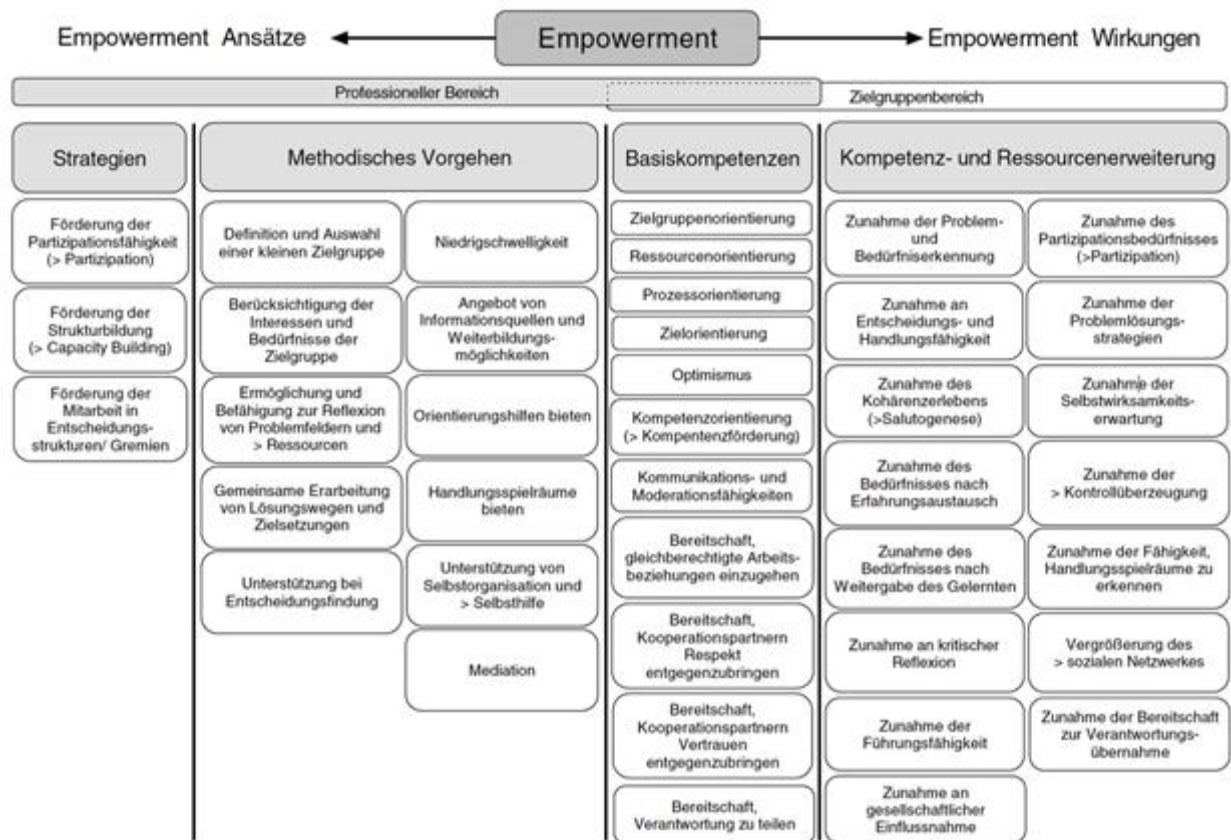 Empowerment Ansätze
Empowerment
Empowerment Wirkungen
Professioneller Bereich
Zielgruppenbereich
Strategien
Förderung der
Partizipationsfähigkeit
(> Partizipation)
Förderung der
Strukturbildung
(> Capacity Building)
Förderung der
Mitarbeit in
Entscheidungs-
strukturen/ Gremien
Methodisches Vorgehen
Definition und Auswahl
einer kleinen Zielgruppe
Berücksichtigung der
Interessen und
Bedürfnisse der
Zielgruppe
Ermöglichung und
Befähigung zur Reflexion
von Problemfeldern und
> Ressourcen
Gemeinsame Erarbeitung
von Lösungswegen und
Zielsetzungen
Unterstützung bei
Entscheidungsfindung
Niedrigschwelligkeit
Angebot von
Informationsquellen und
Weiterbildungs-
möglichkeiten
Orientierungshilfen bieten
Handlungsspielräume
bieten
Unterstützung von
Selbstorganisation und
> Selbsthilfe
Mediation
Basiskompetenzen
Zielgruppenorientierung
Ressourcenorientierung
Prozessorientierung
Zielorientierung
Optimismus
Kompetenzorientierung
(> Kompentenzförderung)
Kommunikations- und
Moderationsfähigkeiten
Bereitschaft,
gleichberechtigte Arbeits-
beziehungen einzugehen
Bereitschaft,
Kooperationspartnern
Respekt
entgegenzubringen
Bereitschaft,
Kooperationspartnern
Vertrauen
entgegenzubringen
Bereitschaft,
Verantwortung zu teilen
Kompetenz- und Ressourcenerweiterung
Zunahme der Problem-
und
Bedürfniserkennung
Zunahme an
Entscheidungs- und
Handlungsfähigkeit
Zunahme des
Kohärenzerlebens
(>Salutogenese)
Zunahme des
Bedürfnisses nach
Erfahrungsaustausch
Zunahme des
Bedürfnisses nach
Weitergabe des Gelernten
Zunahme an kritischer
Reflexion
Zunahme der
Führungsfähigkeit
Zunahme an
gesellschaftlicher
Einflussnahme
Zunahme des
Partizipationsbedürfnisses
(>Partizipation)
Zunahme der
Problemlösungs-
strategien
Zunahme der
Selbstwirksamkeits-
erwartung
Zunahme der
> Kontrollüberzeugung
Zunahme der Fähigkeit,
Handlungsspielräume zu
erkennen
Vergrößerung des
> sozialen Netzwerkes
Zunahme der Bereitschaft
zur Verantwortungs-
übernahme